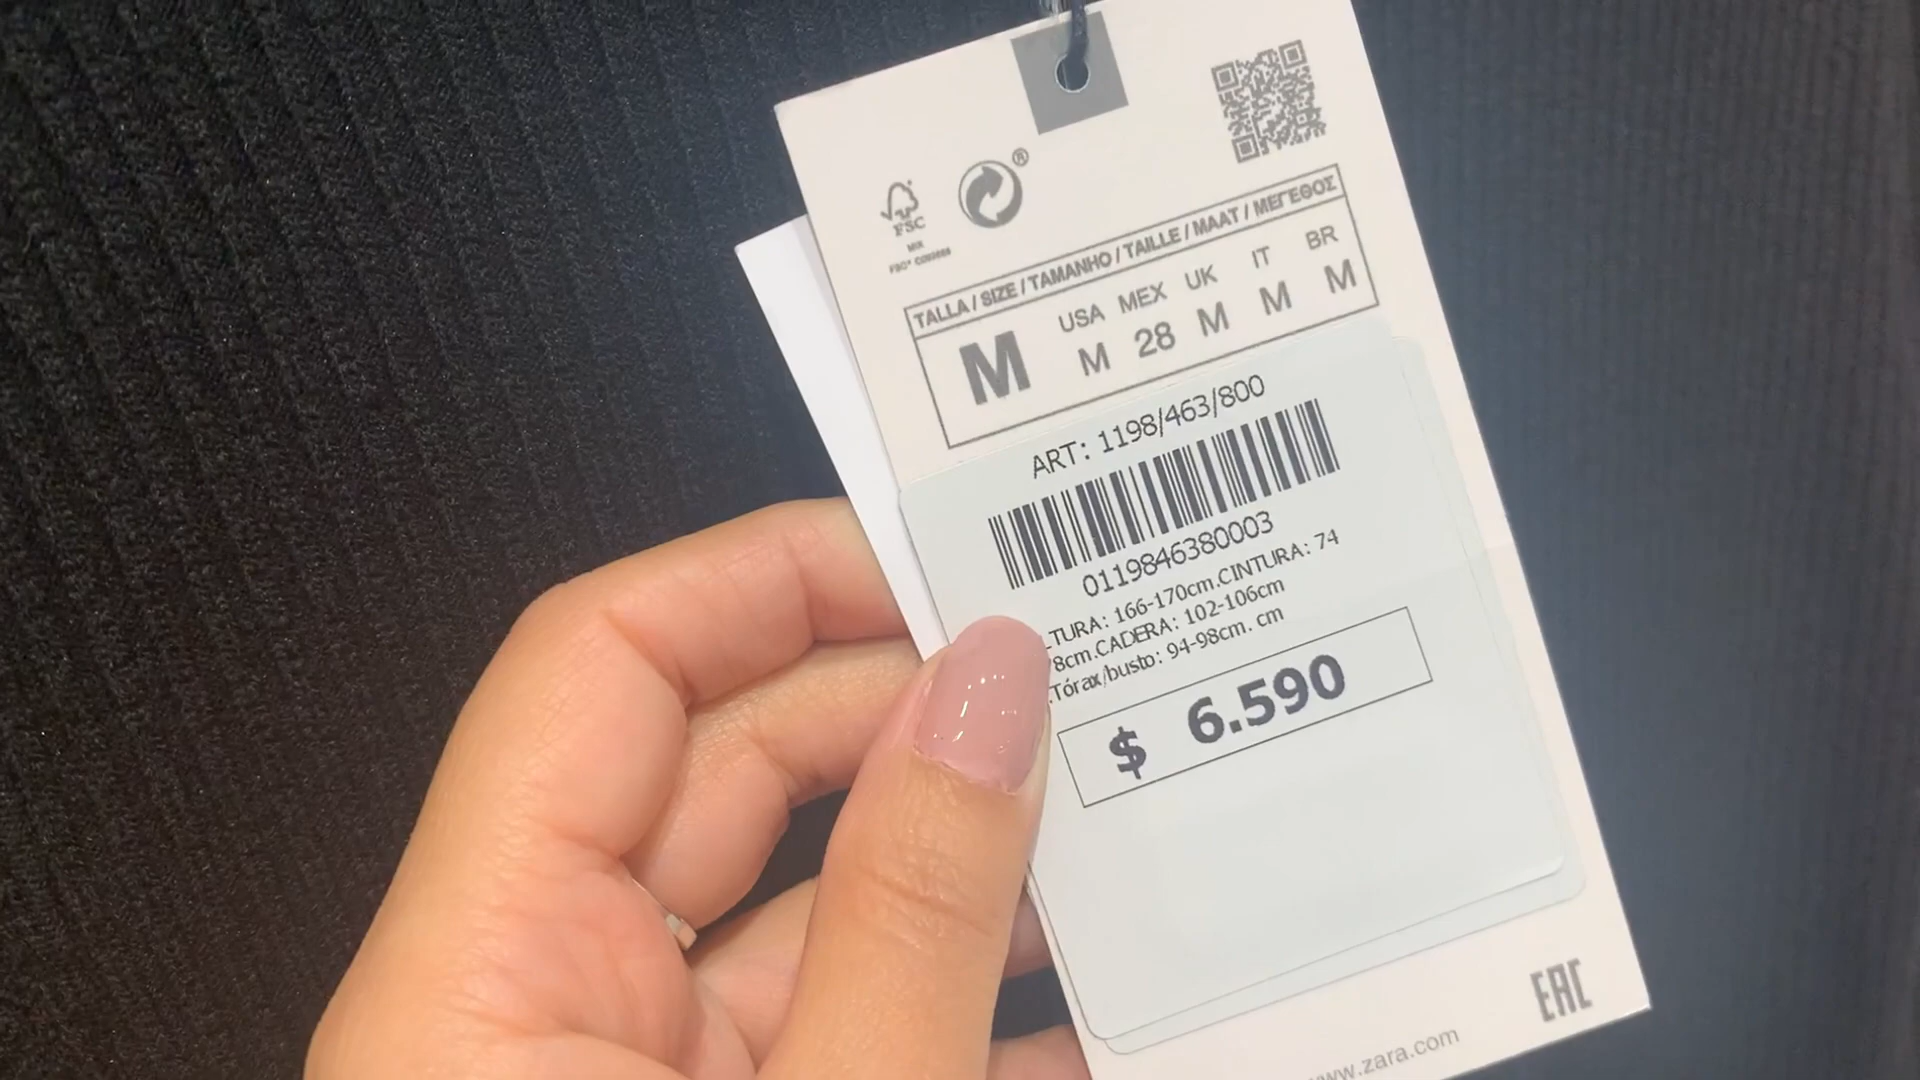 ®
FSC
MIX
TALLA / SIZE / TAMANHO / TAILLE / MAAT / ΜΕΓΕΘΟΣ
USA MEX UK IT BR
M M 28 M M M
ART: 1198/463/800
0119846380003
TURA: 166-170cm.CINTURA: 74
8cm.CADERA: 102-106cm
.Tórax/busto: 94-98cm. cm
$ 6.590
EAC
www.zara.com